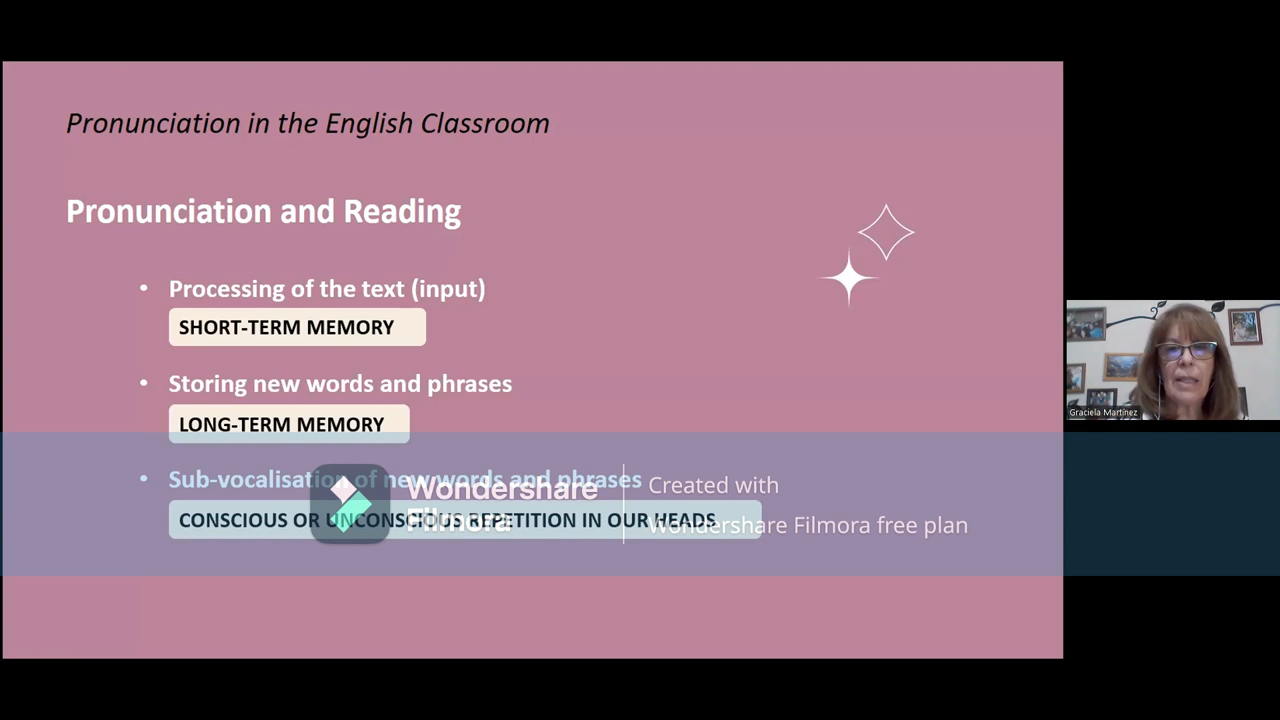 Pronunciation in the English Classroom
Pronunciation and Reading
• Processing of the text (input)
SHORT-TERM MEMORY
• Storing new words and phrases
LONG-TERM MEMORY
• Sub-vocalisation of new words and phrases
CONSCIOUS OR UNCONSCIOUS REPETITION IN OUR HEADS
Wondershare
Filmora
Created with
Wondershare Filmora free plan
Graciela Martínez